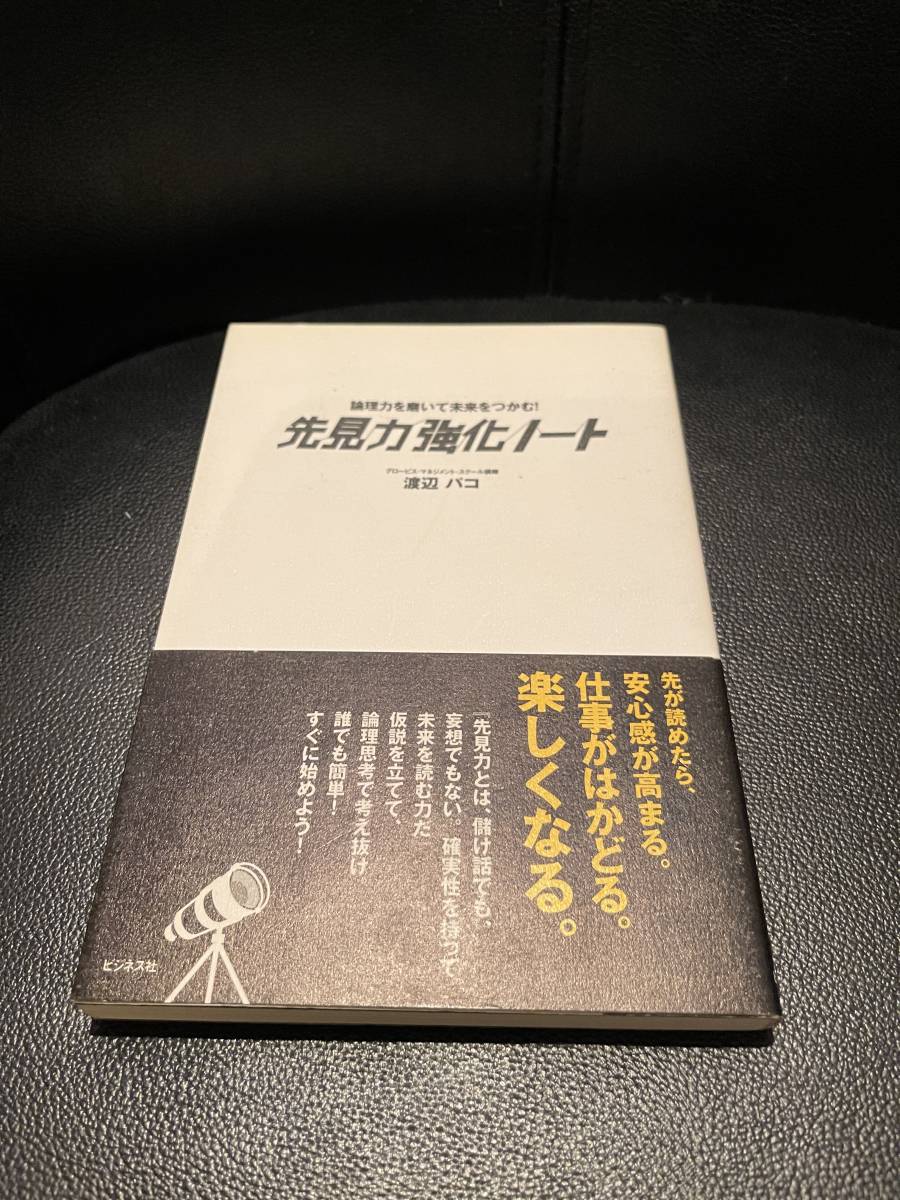 論理力を磨いて未来をつかむ!
先見力強化ノート
グロービス・マネジメント・スクール講師
渡辺 パコ
先が読めたら、
安心感が高まる。
仕事がはかどる。
楽しくなる。
『先見力とは、儲け話でも、
妄想でもない。確実性を持って
未来を読む力だ
仮説を立てて、
論理思考で考え抜け
誰でも簡単!
すぐに始めよう!
ビジネス社